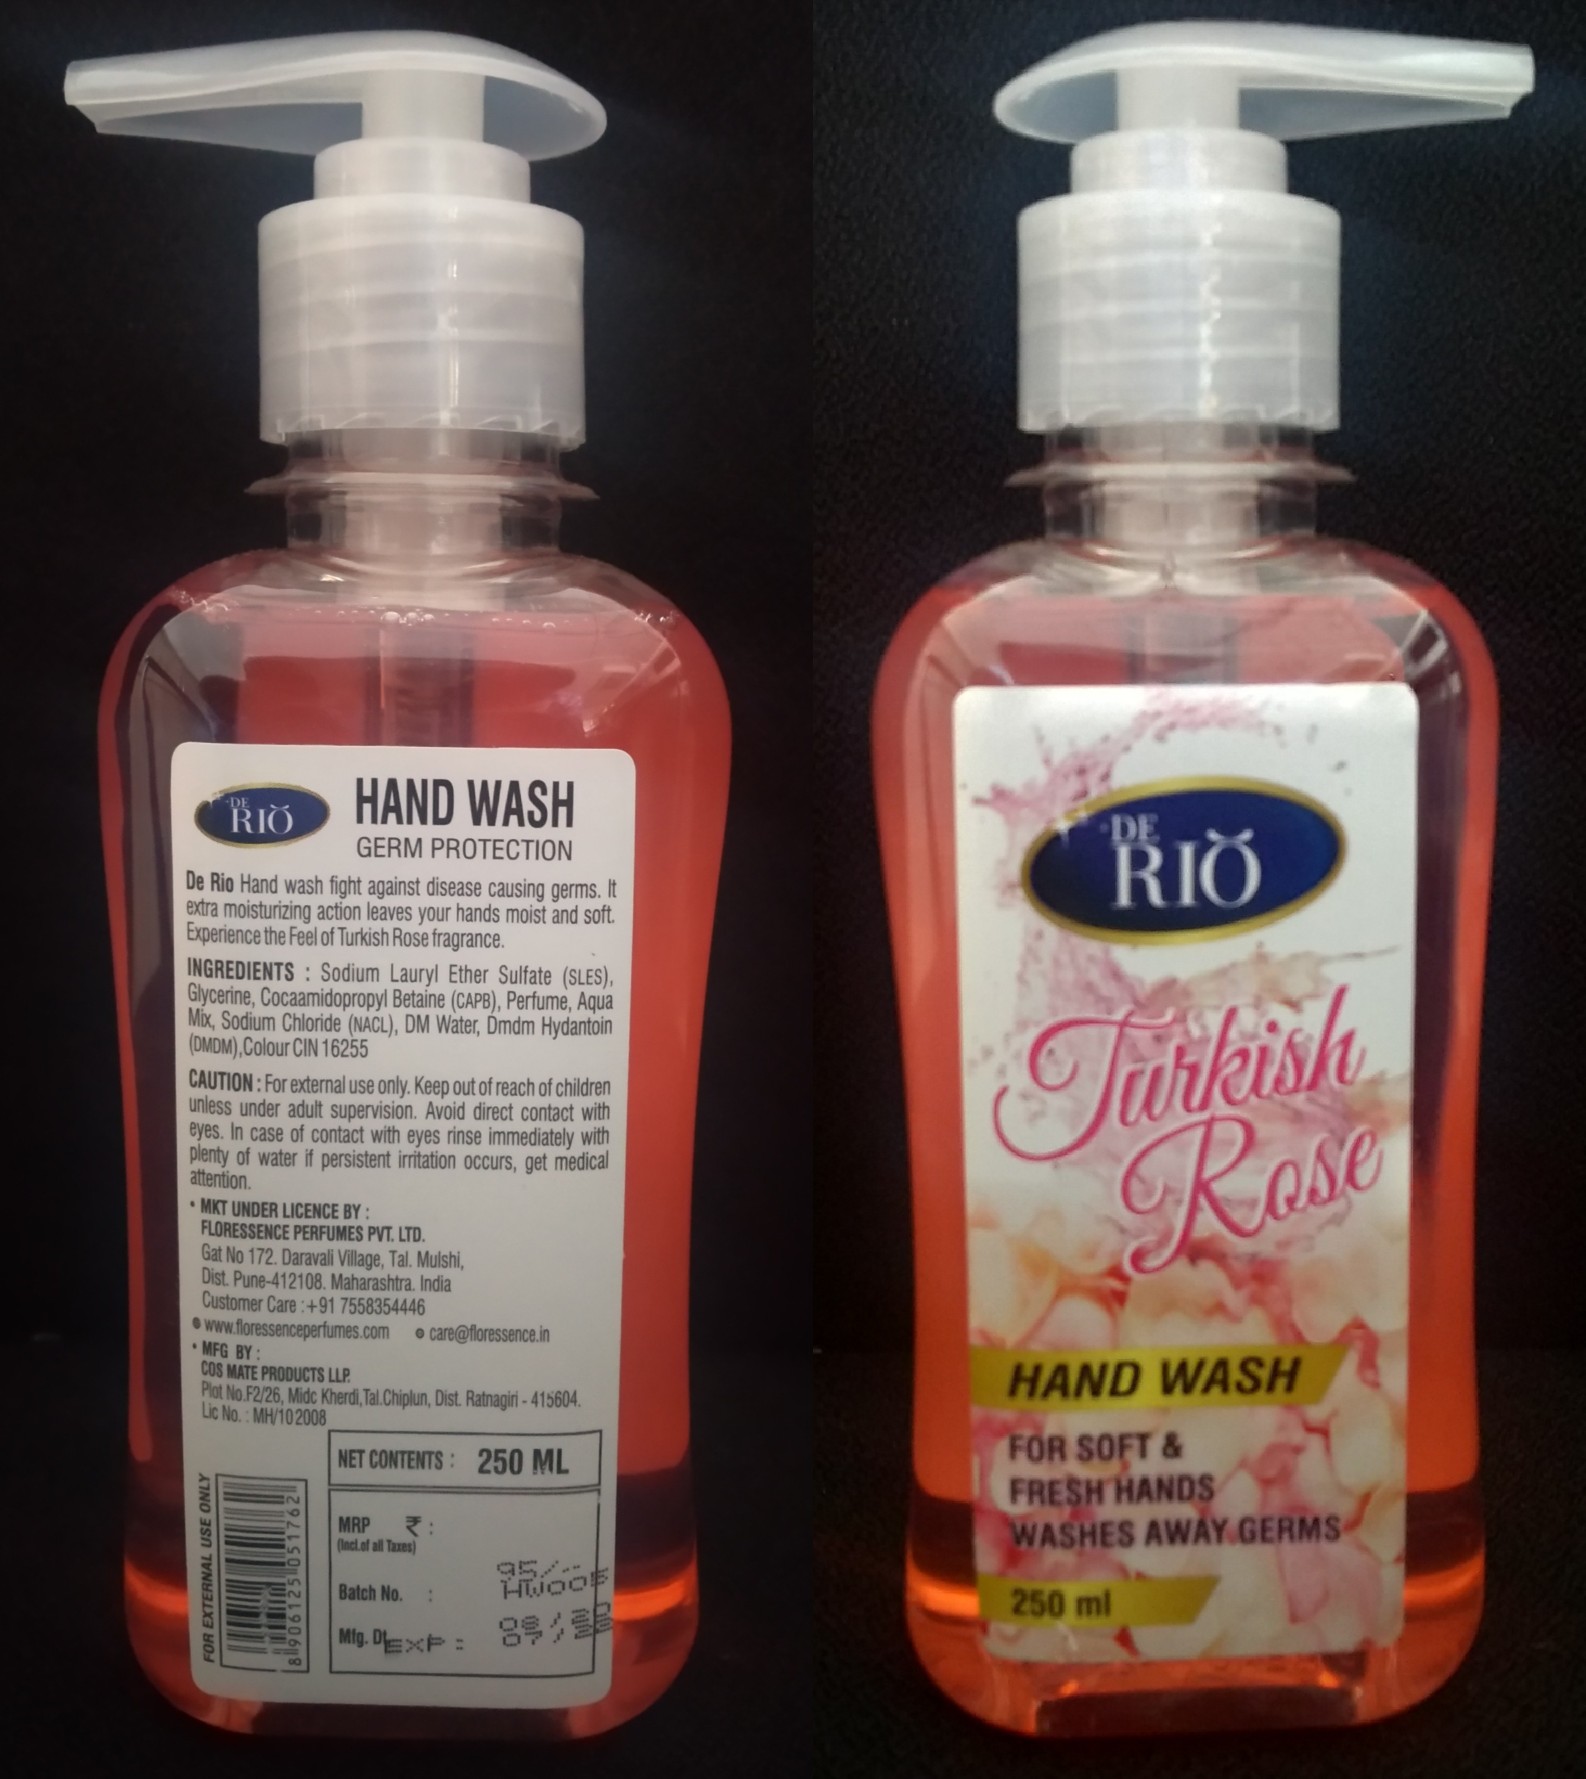 DE
RIO
HAND WASH
GERM PROTECTION
De Rio Hand wash fight against disease causing germs. It
extra moisturizing action leaves your hands moist and soft.
Experience the Feel of Turkish Rose fragrance.
INGREDIENTS : Sodium Lauryl Ether Sulfate (SLES),
Glycerine, Cocaamidopropyl Betaine (CAPB), Perfume, Aqua
Mix, Sodium Chloride (NACL), DM Water, Dmdm Hydantoin
(DMDM),Colour CIN 16255
CAUTION : For external use only. Keep out of reach of children
unless under adult supervision. Avoid direct contact with
eyes. In case of contact with eyes rinse immediately with
plenty of water if persistent irritation occurs, get medical
attention.
• MKT UNDER LICENCE BY :
FLORESSENCE PERFUMES PVT. LTD.
Gat No 172. Daravali Village, Tal. Mulshi,
Dist. Pune-412108. Maharashtra. India
Customer Care :+91 7558354446
www.floressenceperfumes.com care@floressence.in
• MFG BY :
COS MATE PRODUCTS LLP.
Plot No.F2/26, Midc Kherdi,Tal.Chiplun, Dist. Ratnagiri - 415604.
Lic No. : MH/102008
NET CONTENTS : 250 ML
MRP ₹ :
(Incl.of all Taxes)
95/--
Batch No. :
Mfg. Dt
EXP :
FOR EXTERNAL USE ONLY
8906125051762
DE
RIO
Turkish
Rose
HAND WASH
FOR SOFT &
FRESH HANDS
WASHES AWAY GERMS
250 ml